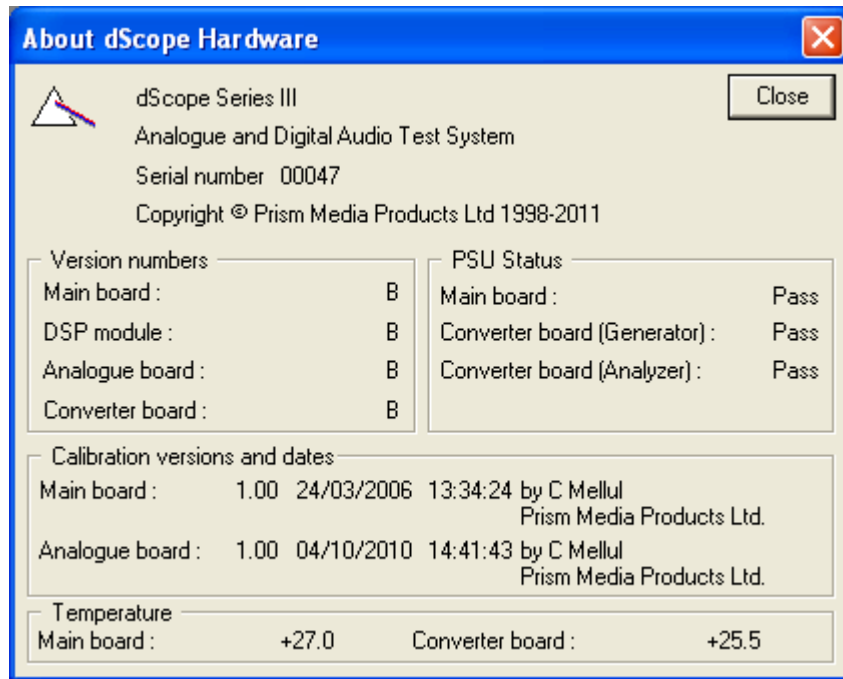 About dScope Hardware
dScope Series III
Close
Analogue and Digital Audio Test System
Serial number 00047
Copyright © Prism Media Products Ltd 1998-2011
Version numbers
Main board : B
DSP module : B
Analogue board : B
Converter board : B
PSU Status
Main board : Pass
Converter board (Generator) : Pass
Converter board (Analyzer) : Pass
Calibration versions and dates
Main board : 1.00 24/03/2006 13:34:24 by C Mellul
Prism Media Products Ltd.
Analogue board : 1.00 04/10/2010 14:41:43 by C Mellul
Prism Media Products Ltd.
Temperature
Main board : +27.0 Converter board : +25.5